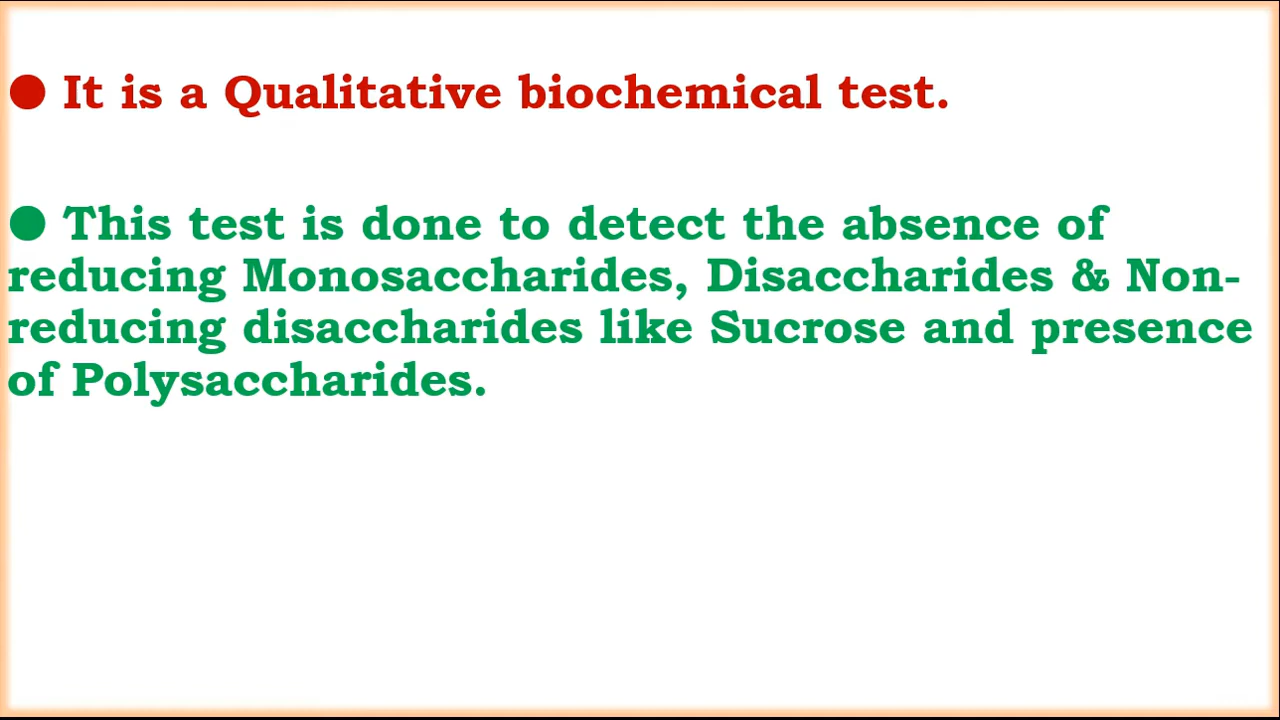 ● It is a Qualitative biochemical test.
● This test is done to detect the absence of
reducing Monosaccharides, Disaccharides & Non-
reducing disaccharides like Sucrose and presence
of Polysaccharides.